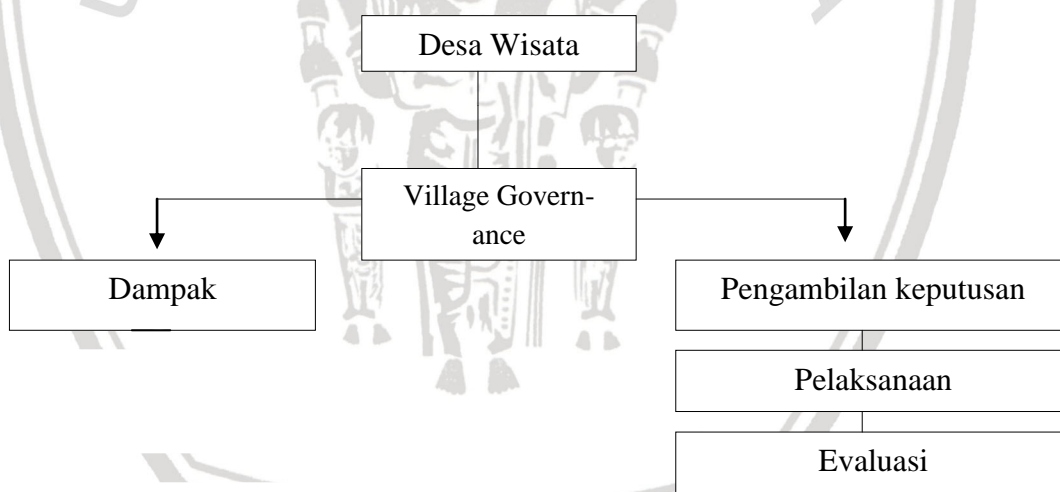 Desa Wisata
Village Govern-
ance
Dampak
Pengambilan keputusan
Pelaksanaan
Evaluasi